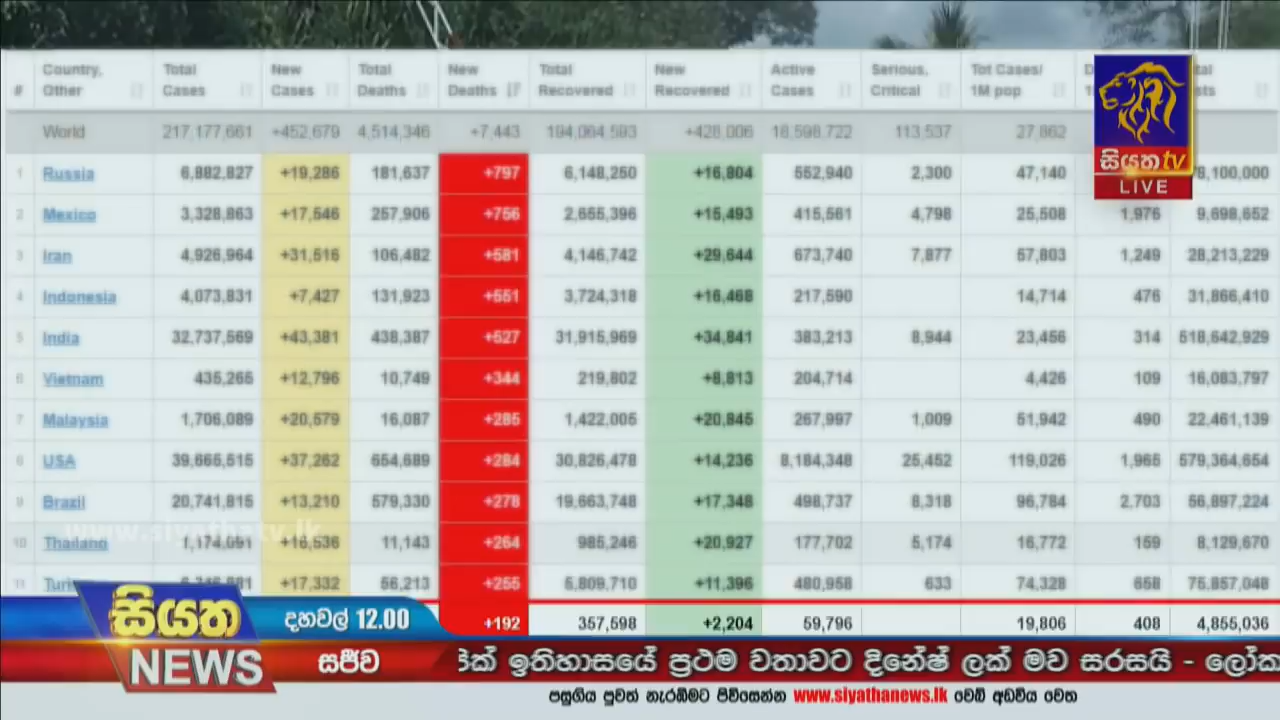 # Country, Other Total Cases New Cases Total Deaths New Deaths Total Recovered New Recovered Active Cases Serious, Critical Tot Cases/ 1M pop
World 217,177,661 +452,679 4,514,346 +7,443 194,064,593 +428,006 18,598,722 113,537 27,862
1 Russia 6,882,827 +19,286 181,637 +797 6,148,250 +16,804 552,940 2,300 47,140
2 Mexico 3,328,863 +17,546 257,906 +756 2,655,396 +15,493 415,561 4,798 25,508 1,976 9,698,652
3 Iran 4,926,964 +31,516 106,482 +581 4,146,742 +29,644 673,740 7,877 57,803 1,249 28,213,229
4 Indonesia 4,073,831 +7,427 131,923 +551 3,724,318 +16,468 217,590 14,714 476 31,866,410
5 India 32,737,569 +43,381 438,387 +527 31,915,969 +34,841 383,213 8,944 23,456 314 518,642,929
6 Vietnam 435,265 +12,796 10,749 +344 219,802 +8,813 204,714 4,426 109 16,083,797
7 Malaysia 1,706,089 +20,579 16,087 +285 1,422,005 +20,845 267,997 1,009 51,942 490 22,461,139
8 USA 39,665,515 +37,262 654,689 +284 30,826,478 +14,236 8,184,348 25,452 119,026 1,965 579,364,654
9 Brazil 20,741,815 +13,210 579,330 +278 19,663,748 +17,348 498,737 8,318 96,784 2,703 56,897,224
10 Thailand 1,174,091 +16,536 11,143 +264 985,246 +20,927 177,702 5,174 16,772 159 8,129,670
11 +17,332 56,213 +255 5,809,710 +11,396 480,958 633 74,328 658 75,857,048
+192 357,598 +2,204 59,796 19,806 408 4,855,036
සියත tv
LIVE
www.siyathatv.lk
සියත
NEWS
දහවල් 12.00
සජීව
ඉතිහාසයේ ප්‍රථම වතාවට දිනේෂ් ලක් මව සරසයි -
පසුගිය පුවත් නැරඹීමට පිවිසෙන්න www.siyathanews.lk වෙබ් අඩවිය වෙත